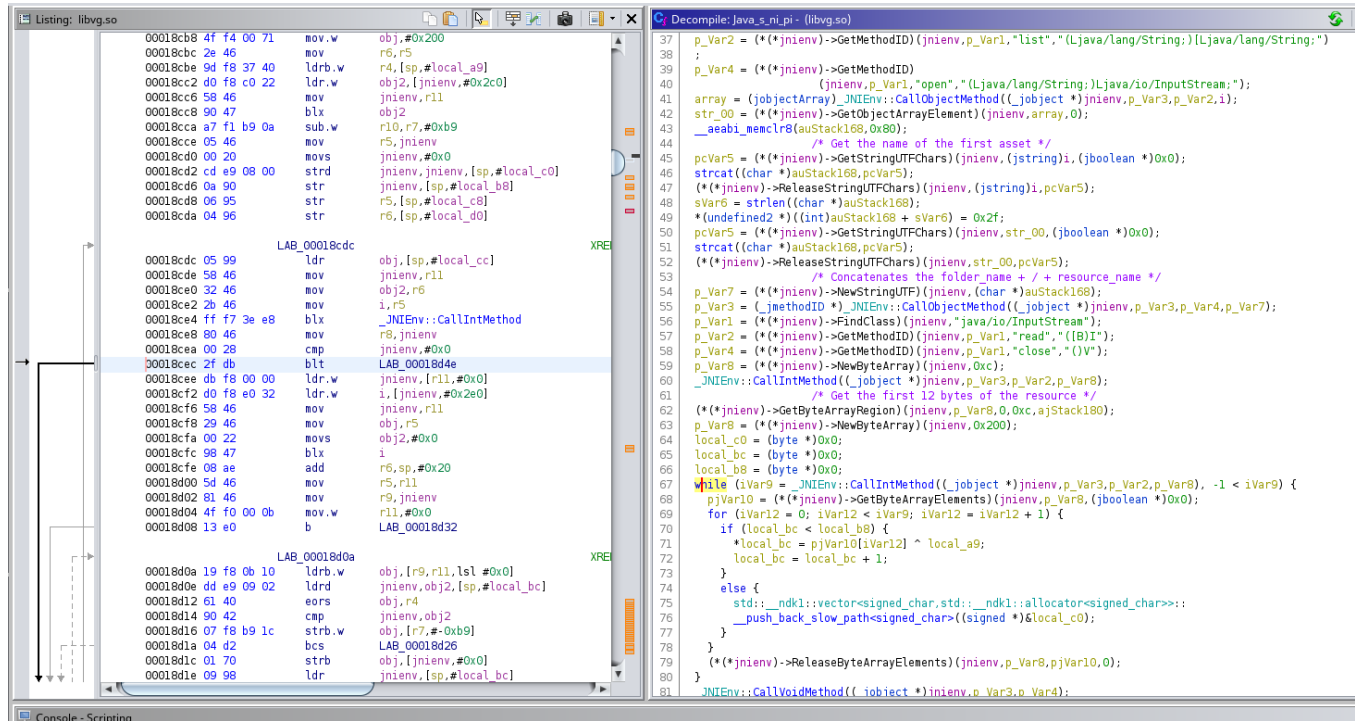 Listing: libvg.so
00018cb8 4f f4 00 71 mov.w obj,#0x200
00018cbc 2e 46 mov r6,r5
00018cbe 9d f8 37 40 ldrb.w r4,[sp,#local_a9]
00018cc2 d0 f8 c0 22 ldr.w obj2,[jnienv,#0x2c0]
00018cc6 58 46 mov jnienv,r11
00018cc8 90 47 blx obj2
00018cca a7 f1 b9 0a sub.w r10,r7,#0xb9
00018cce 05 46 mov r5,jnienv
00018cd0 00 20 movs jnienv,#0x0
00018cd2 cd e9 08 00 strd jnienv,jnienv,[sp,#local_c0]
00018cd6 0a 90 str jnienv,[sp,#local_b8]
00018cd8 06 95 str r5,[sp,#local_c8]
00018cda 04 96 str r6,[sp,#local_d0]
LAB_00018cdc XREF
00018cdc 05 99 ldr obj,[sp,#local_cc]
00018cde 58 46 mov jnienv,r11
00018ce0 32 46 mov obj2,r6
00018ce2 2b 46 mov i,r5
00018ce4 ff f7 3e e8 blx _JNIEnv::CallIntMethod
00018ce8 80 46 mov r8,jnienv
00018cea 00 28 cmp jnienv,#0x0
00018cec 2f db blt LAB_00018d4e
00018cee db f8 00 00 ldr.w jnienv,[r11,#0x0]
00018cf2 d0 f8 e0 32 ldr.w i,[jnienv,#0x2e0]
00018cf6 58 46 mov jnienv,r11
00018cf8 29 46 mov obj,r5
00018cfa 00 22 movs obj2,#0x0
00018cfc 98 47 blx i
00018cfe 08 ae add r6,sp,#0x20
00018d00 5d 46 mov r5,r11
00018d02 81 46 mov r9,jnienv
00018d04 4f f0 00 0b mov.w r11,#0x0
00018d08 13 e0 b LAB_00018d32
LAB_00018d0a XREF
00018d0a 19 f8 0b 10 ldrb.w obj,[r9,r11,lsl #0x0]
00018d0e dd e9 09 02 ldrd jnienv,obj2,[sp,#local_bc]
00018d12 61 40 eors obj,r4
00018d14 90 42 cmp jnienv,obj2
00018d16 07 f8 b9 1c strb.w obj,[r7,#-0xb9]
00018d1a 04 d2 bcs LAB_00018d26
00018d1c 01 70 strb obj,[jnienv,#0x0]
00018d1e 09 98 ldr jnienv,[sp,#local_bc]
Decompile: Java_s_ni_pi - (libvg.so)
37 p_Var2 = (*(*jnienv)->GetMethodID)(jnienv,p_Var1,"list","(Ljava/lang/String;)[Ljava/lang/String;")
38 ;
39 p_Var4 = (*(*jnienv)->GetMethodID)
40 (jnienv,p_Var1,"open","(Ljava/lang/String;)Ljava/io/InputStream;");
41 array = (jobjectArray)_JNIEnv::CallObjectMethod((_jobject *)jnienv,p_Var3,p_Var2,i);
42 str_00 = (*(*jnienv)->GetObjectArrayElement)(jnienv,array,0);
43 __aeabi_memclr8(auStack168,0x80);
44 /* Get the name of the first asset */
45 pcVar5 = (*(*jnienv)->GetStringUTFChars)(jnienv,(jstring)i,(jboolean *)0x0);
46 strcat((char *)auStack168,pcVar5);
47 (*(*jnienv)->ReleaseStringUTFChars)(jnienv,(jstring)i,pcVar5);
48 sVar6 = strlen((char *)auStack168);
49 *(undefined2 *)((int)auStack168 + sVar6) = 0x2f;
50 pcVar5 = (*(*jnienv)->GetStringUTFChars)(jnienv,str_00,(jboolean *)0x0);
51 strcat((char *)auStack168,pcVar5);
52 (*(*jnienv)->ReleaseStringUTFChars)(jnienv,str_00,pcVar5);
53 /* Concatenates the folder_name + / + resource_name */
54 p_Var7 = (*(*jnienv)->NewStringUTF)(jnienv,(char *)auStack168);
55 p_Var3 = (_jmethodID *)_JNIEnv::CallObjectMethod((_jobject *)jnienv,p_Var3,p_Var4,p_Var7);
56 p_Var1 = (*(*jnienv)->FindClass)(jnienv,"java/io/InputStream");
57 p_Var2 = (*(*jnienv)->GetMethodID)(jnienv,p_Var1,"read","([B)I");
58 p_Var4 = (*(*jnienv)->GetMethodID)(jnienv,p_Var1,"close","()V");
59 p_Var8 = (*(*jnienv)->NewByteArray)(jnienv,0xc);
60 _JNIEnv::CallIntMethod((_jobject *)jnienv,p_Var3,p_Var2,p_Var8);
61 /* Get the first 12 bytes of the resource */
62 (*(*jnienv)->GetByteArrayRegion)(jnienv,p_Var8,0,0xc,ajStack180);
63 p_Var8 = (*(*jnienv)->NewByteArray)(jnienv,0x200);
64 local_c0 = (byte *)0x0;
65 local_bc = (byte *)0x0;
66 local_b8 = (byte *)0x0;
67 while (iVar9 = _JNIEnv::CallIntMethod((_jobject *)jnienv,p_Var3,p_Var2,p_Var8), -1 < iVar9) {
68 pjVar10 = (*(*jnienv)->GetByteArrayElements)(jnienv,p_Var8,(jboolean *)0x0);
69 for (iVar12 = 0; iVar12 < iVar9; iVar12 = iVar12 + 1) {
70 if (local_bc < local_b8) {
71 *local_bc = pjVar10[iVar12] ^ local_a9;
72 local_bc = local_bc + 1;
73 }
74 else {
75 std::__ndk1::vector<signed_char,std::__ndk1::allocator<signed_char>>::
76 __push_back_slow_path<signed_char>((signed *)&local_c0);
77 }
78 }
79 (*(*jnienv)->ReleaseByteArrayElements)(jnienv,p_Var8,pjVar10,0);
80 }
81 _JNIEnv::CallVoidMethod((_jobject *)jnienv,p_Var3,p_Var4);
Console - Scripting